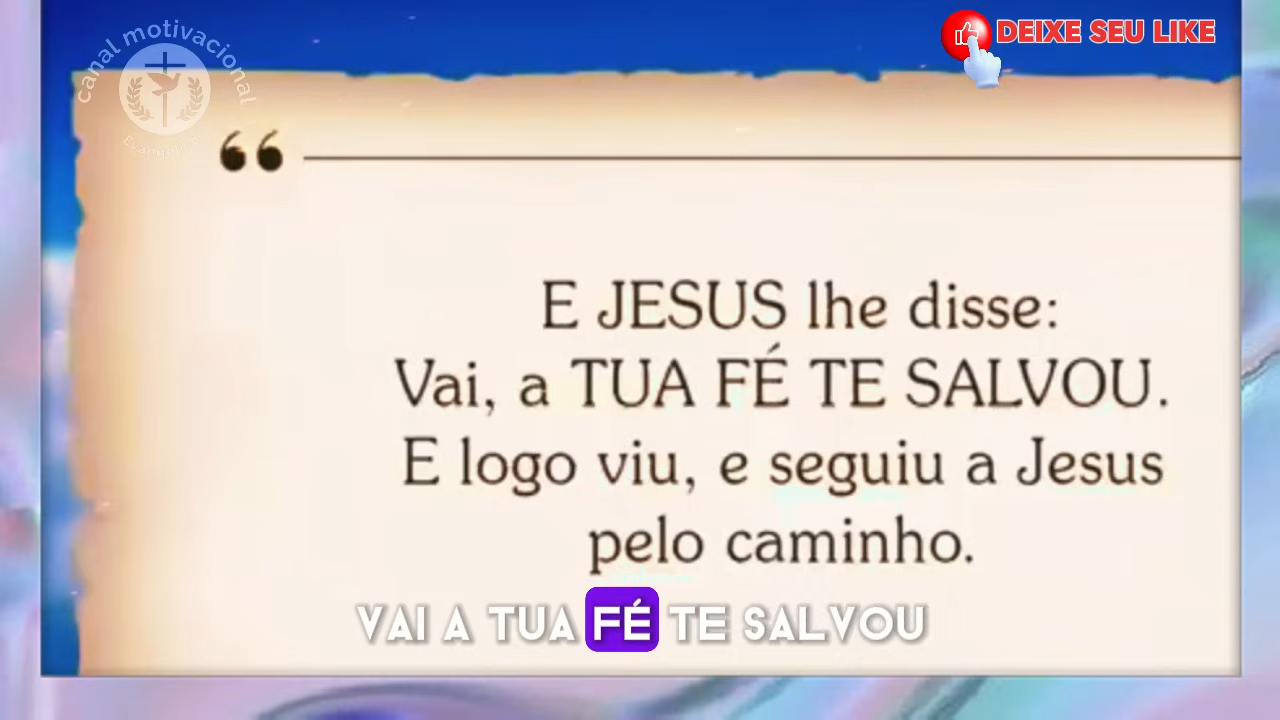 canal motivacional
DEIXE SEU LIKE
“
E JESUS lhe disse:
Vai, a TUA FÉ TE SALVOU.
E logo viu, e seguiu a Jesus
pelo caminho.
VAI A TUA FÉ TE SALVOU